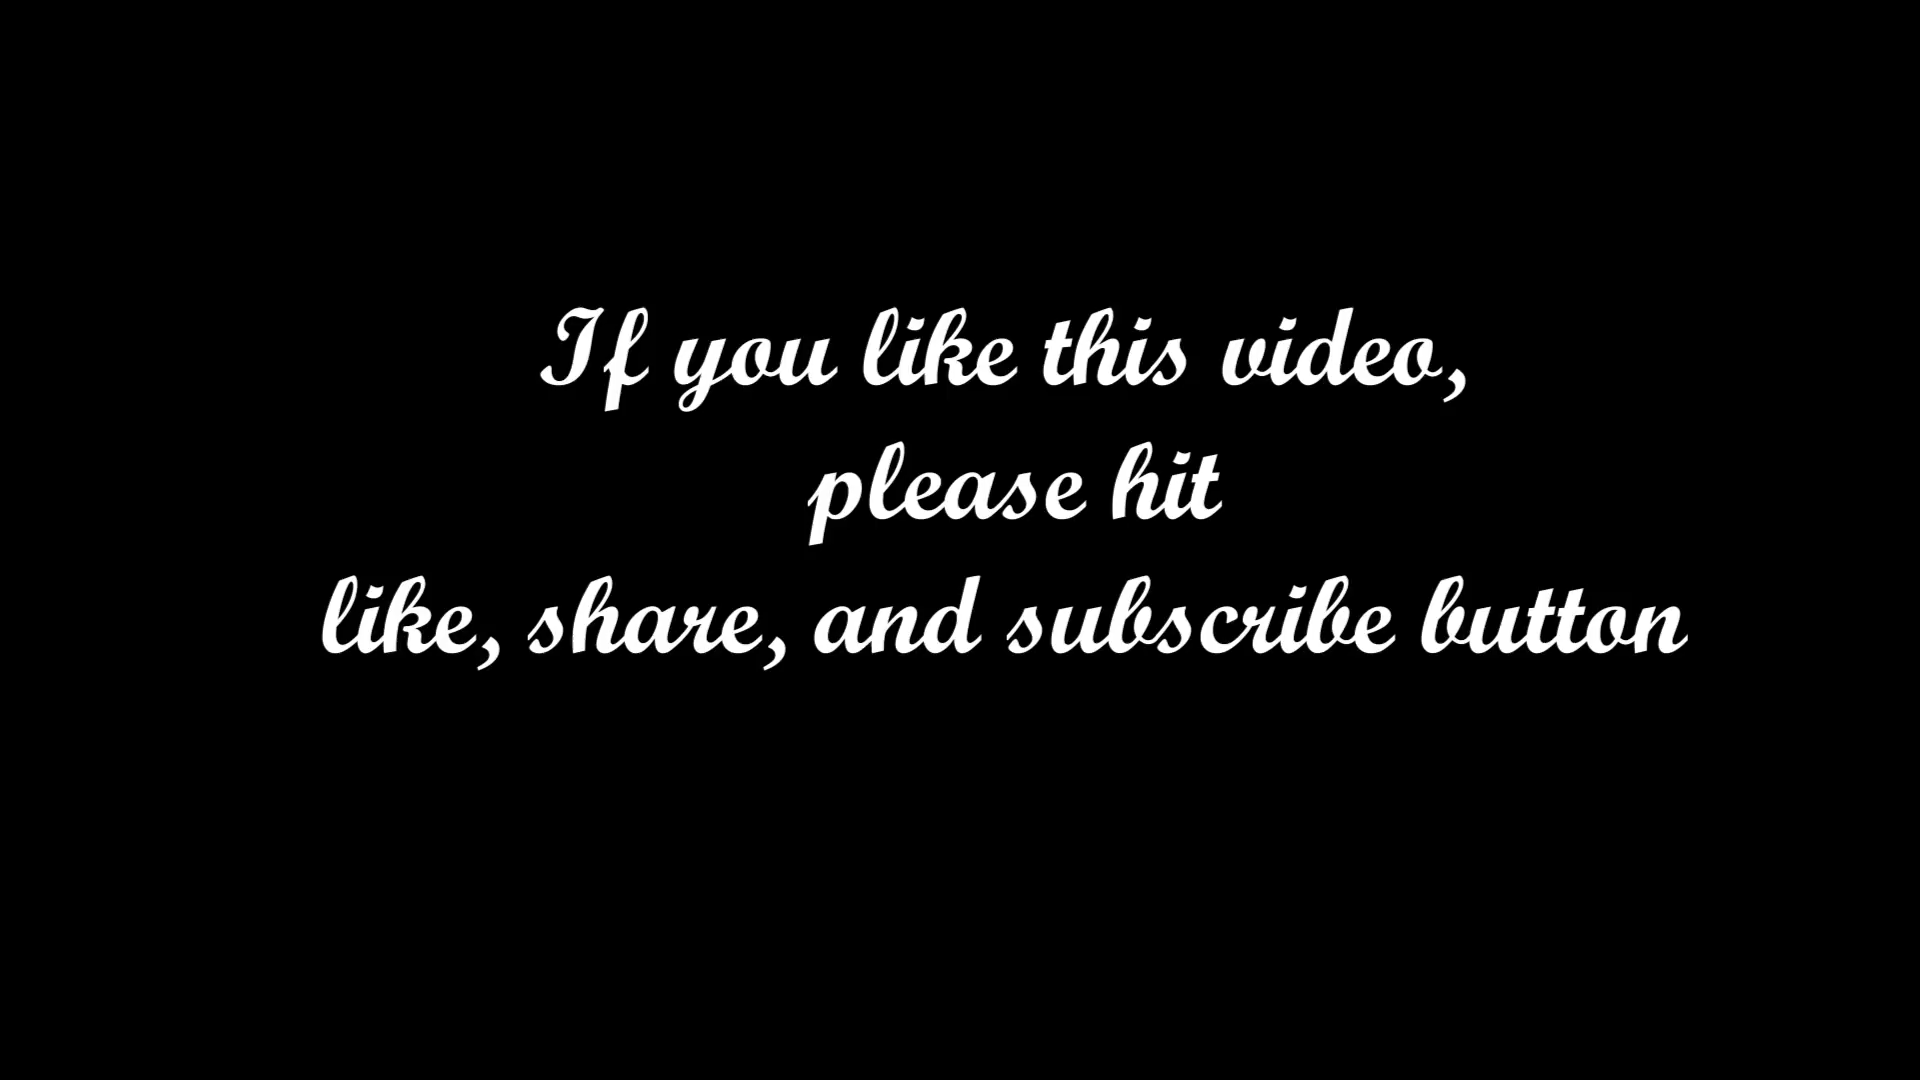 If you like this video,
please hit
like, share, and subscribe button